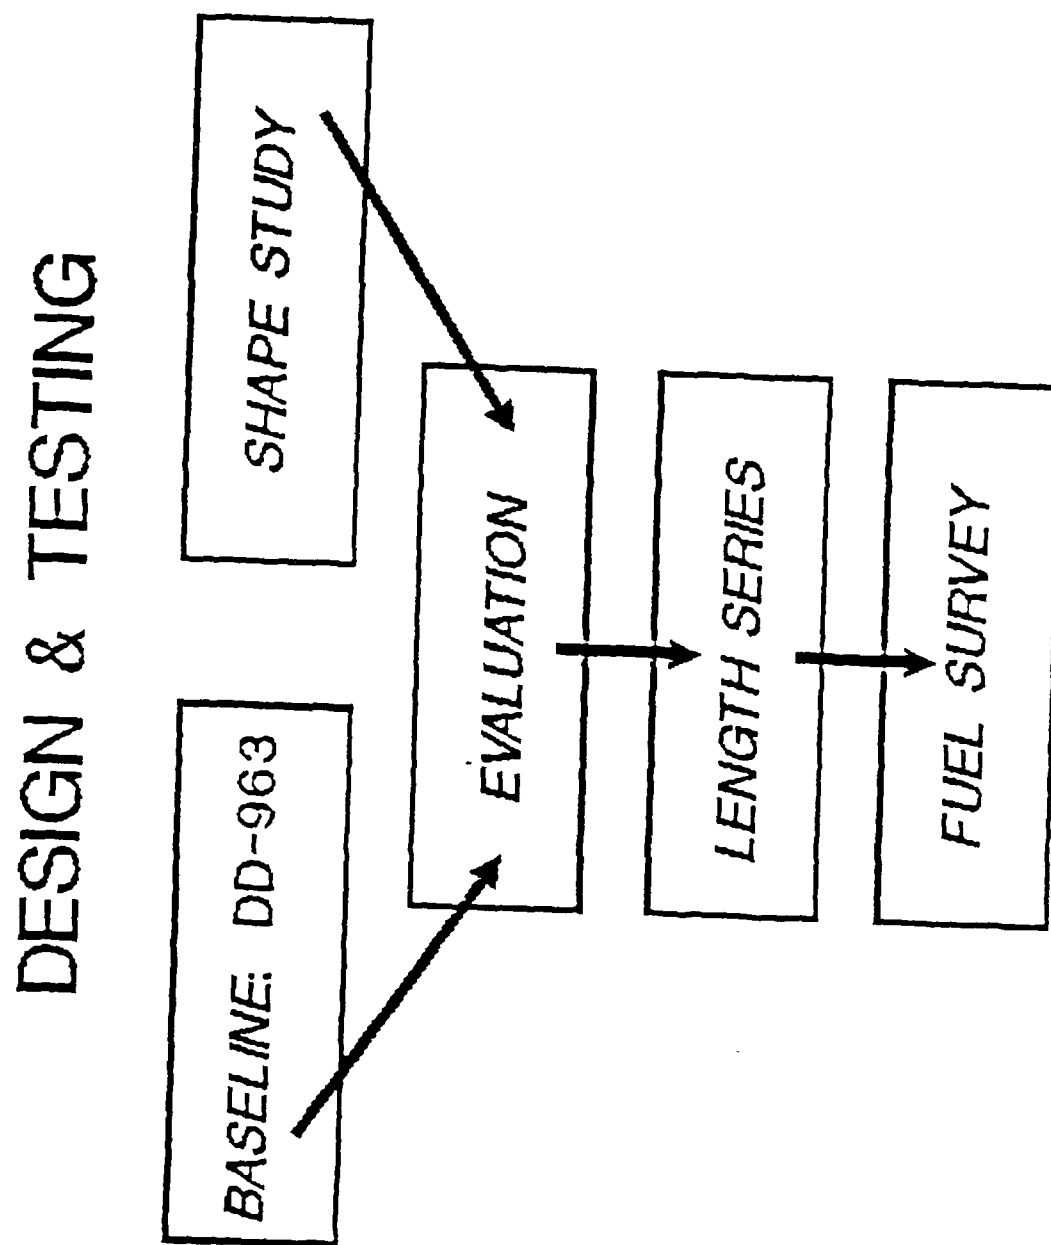 DESIGN & TESTING
BASELINE: DD-963
SHAPE STUDY
EVALUATION
LENGTH SERIES
FUEL SURVEY